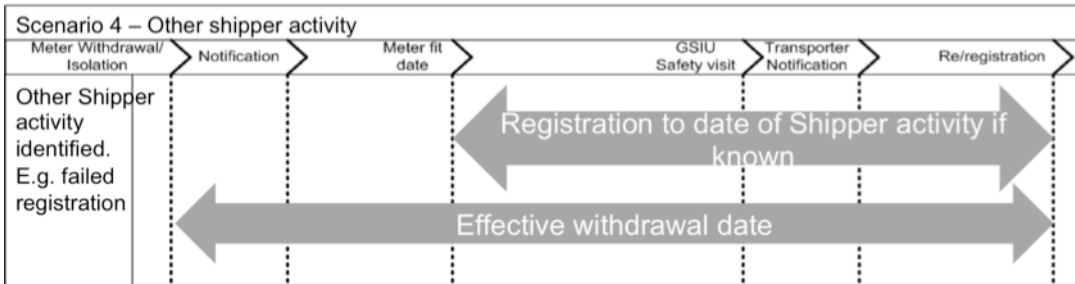 Scenario 4 – Other shipper activity
Meter Withdrawal/
Isolation
Notification
Meter fit
date
GSIU
Safety visit
Transporter
Notification
Re/registration
Other Shipper
activity
identified.
E.g. failed
registration
Registration to date of Shipper activity if
known
Effective withdrawal date